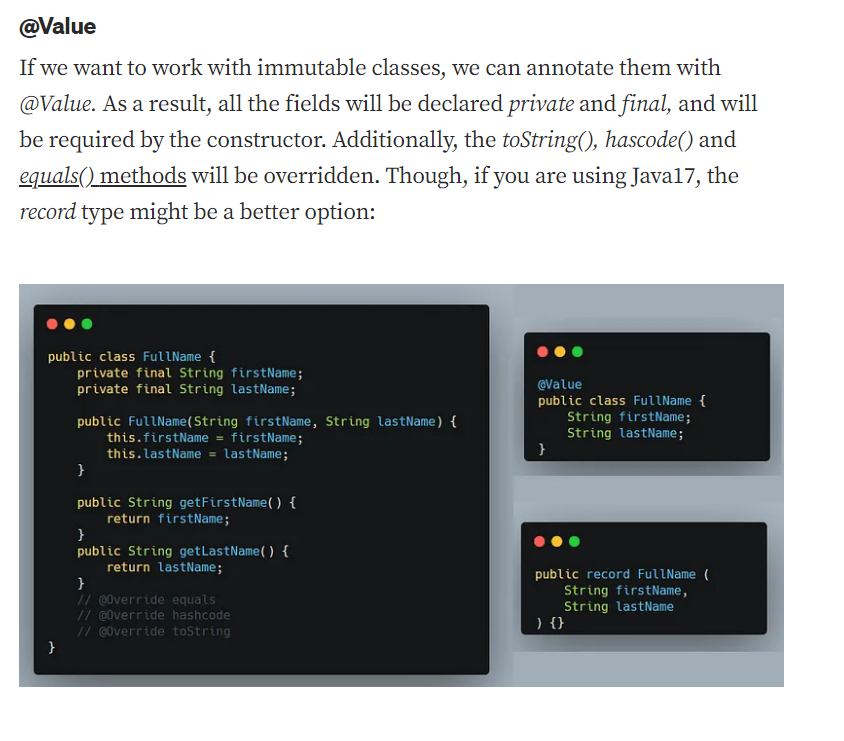 @Value
If we want to work with immutable classes, we can annotate them with
@Value. As a result, all the fields will be declared private and final, and will
be required by the constructor. Additionally, the toString(), hascode() and
equals() methods will be overridden. Though, if you are using Java17, the
record type might be a better option:
public class FullName {
    private final String firstName;
    private final String lastName;
    public FullName(String firstName, String lastName) {
        this.firstName = firstName;
        this.lastName = lastName;
    }
    public String getFirstName() {
        return firstName;
    }
    public String getLastName() {
        return lastName;
    }
    // @Override equals
    // @Override hashcode
    // @Override toString
}
@Value
public class FullName {
    String firstName;
    String lastName;
}
public record FullName (
    String firstName,
    String lastName
) {}